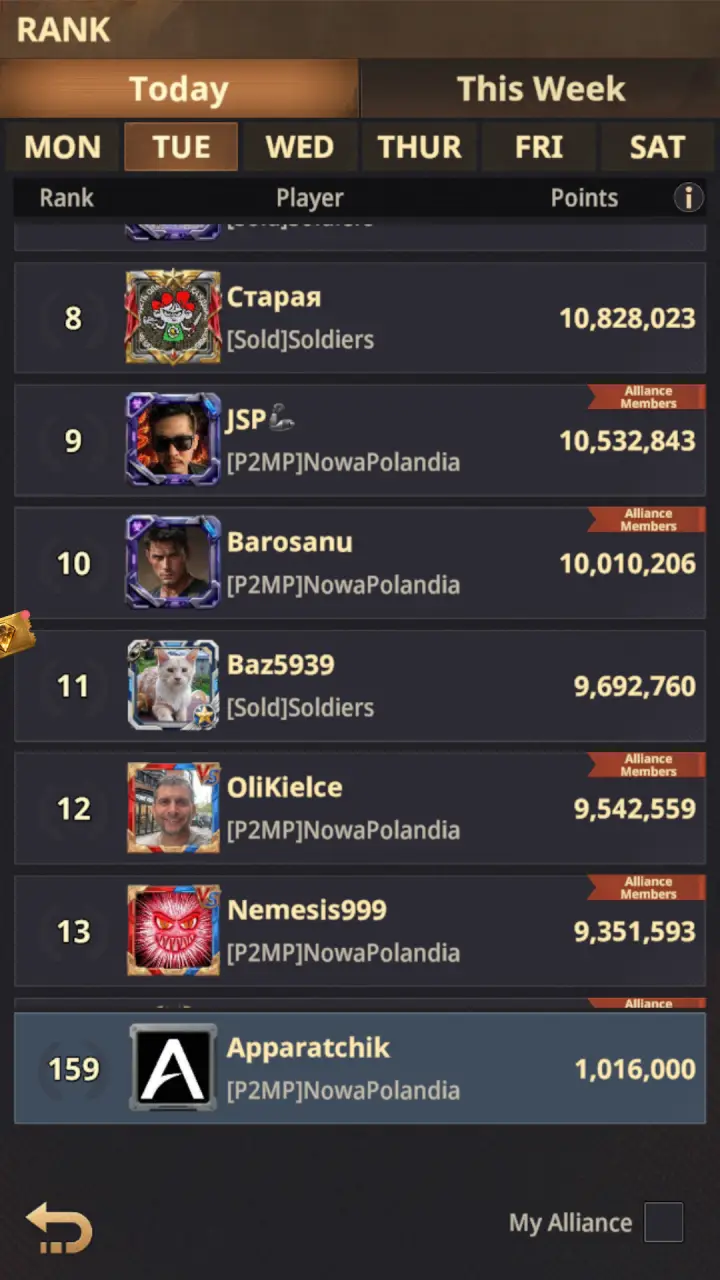 RANK
Today
This Week
MON
TUE
WED
THUR
FRI
SAT
Rank
Player
Points
[Sold]Soldiers
8
Старая
[Sold]Soldiers
10,828,023
Alliance
Members
9
JSP🦾
[P2MP]NowaPolandia
10,532,843
Alliance
Members
10
Barosanu
[P2MP]NowaPolandia
10,010,206
11
Baz5939
[Sold]Soldiers
9,692,760
Alliance
Members
12
OliKielce
[P2MP]NowaPolandia
9,542,559
Alliance
Members
13
Nemesis999
[P2MP]NowaPolandia
9,351,593
Alliance
159
Apparatchik
[P2MP]NowaPolandia
1,016,000
My Alliance